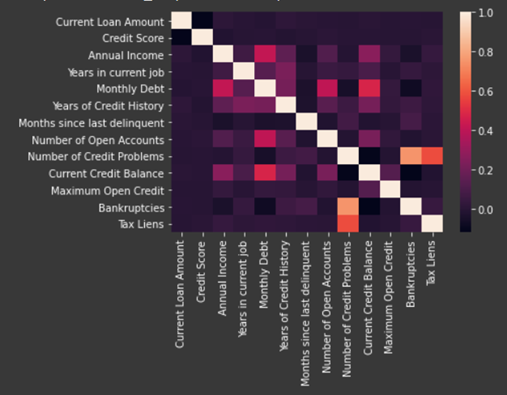 Current Loan Amount
Credit Score
Annual Income
Years in current job
Monthly Debt
Years of Credit History
Months since last delinquent
Number of Open Accounts
Number of Credit Problems
Current Credit Balance
Maximum Open Credit
Bankruptcies
Tax Liens
1.0
0.8
0.6
0.4
0.2
0.0
Current Loan Amount
Credit Score
Annual Income
Years in current job
Monthly Debt
Years of Credit History
Months since last delinquent
Number of Open Accounts
Number of Credit Problems
Current Credit Balance
Maximum Open Credit
Bankruptcies
Tax Liens